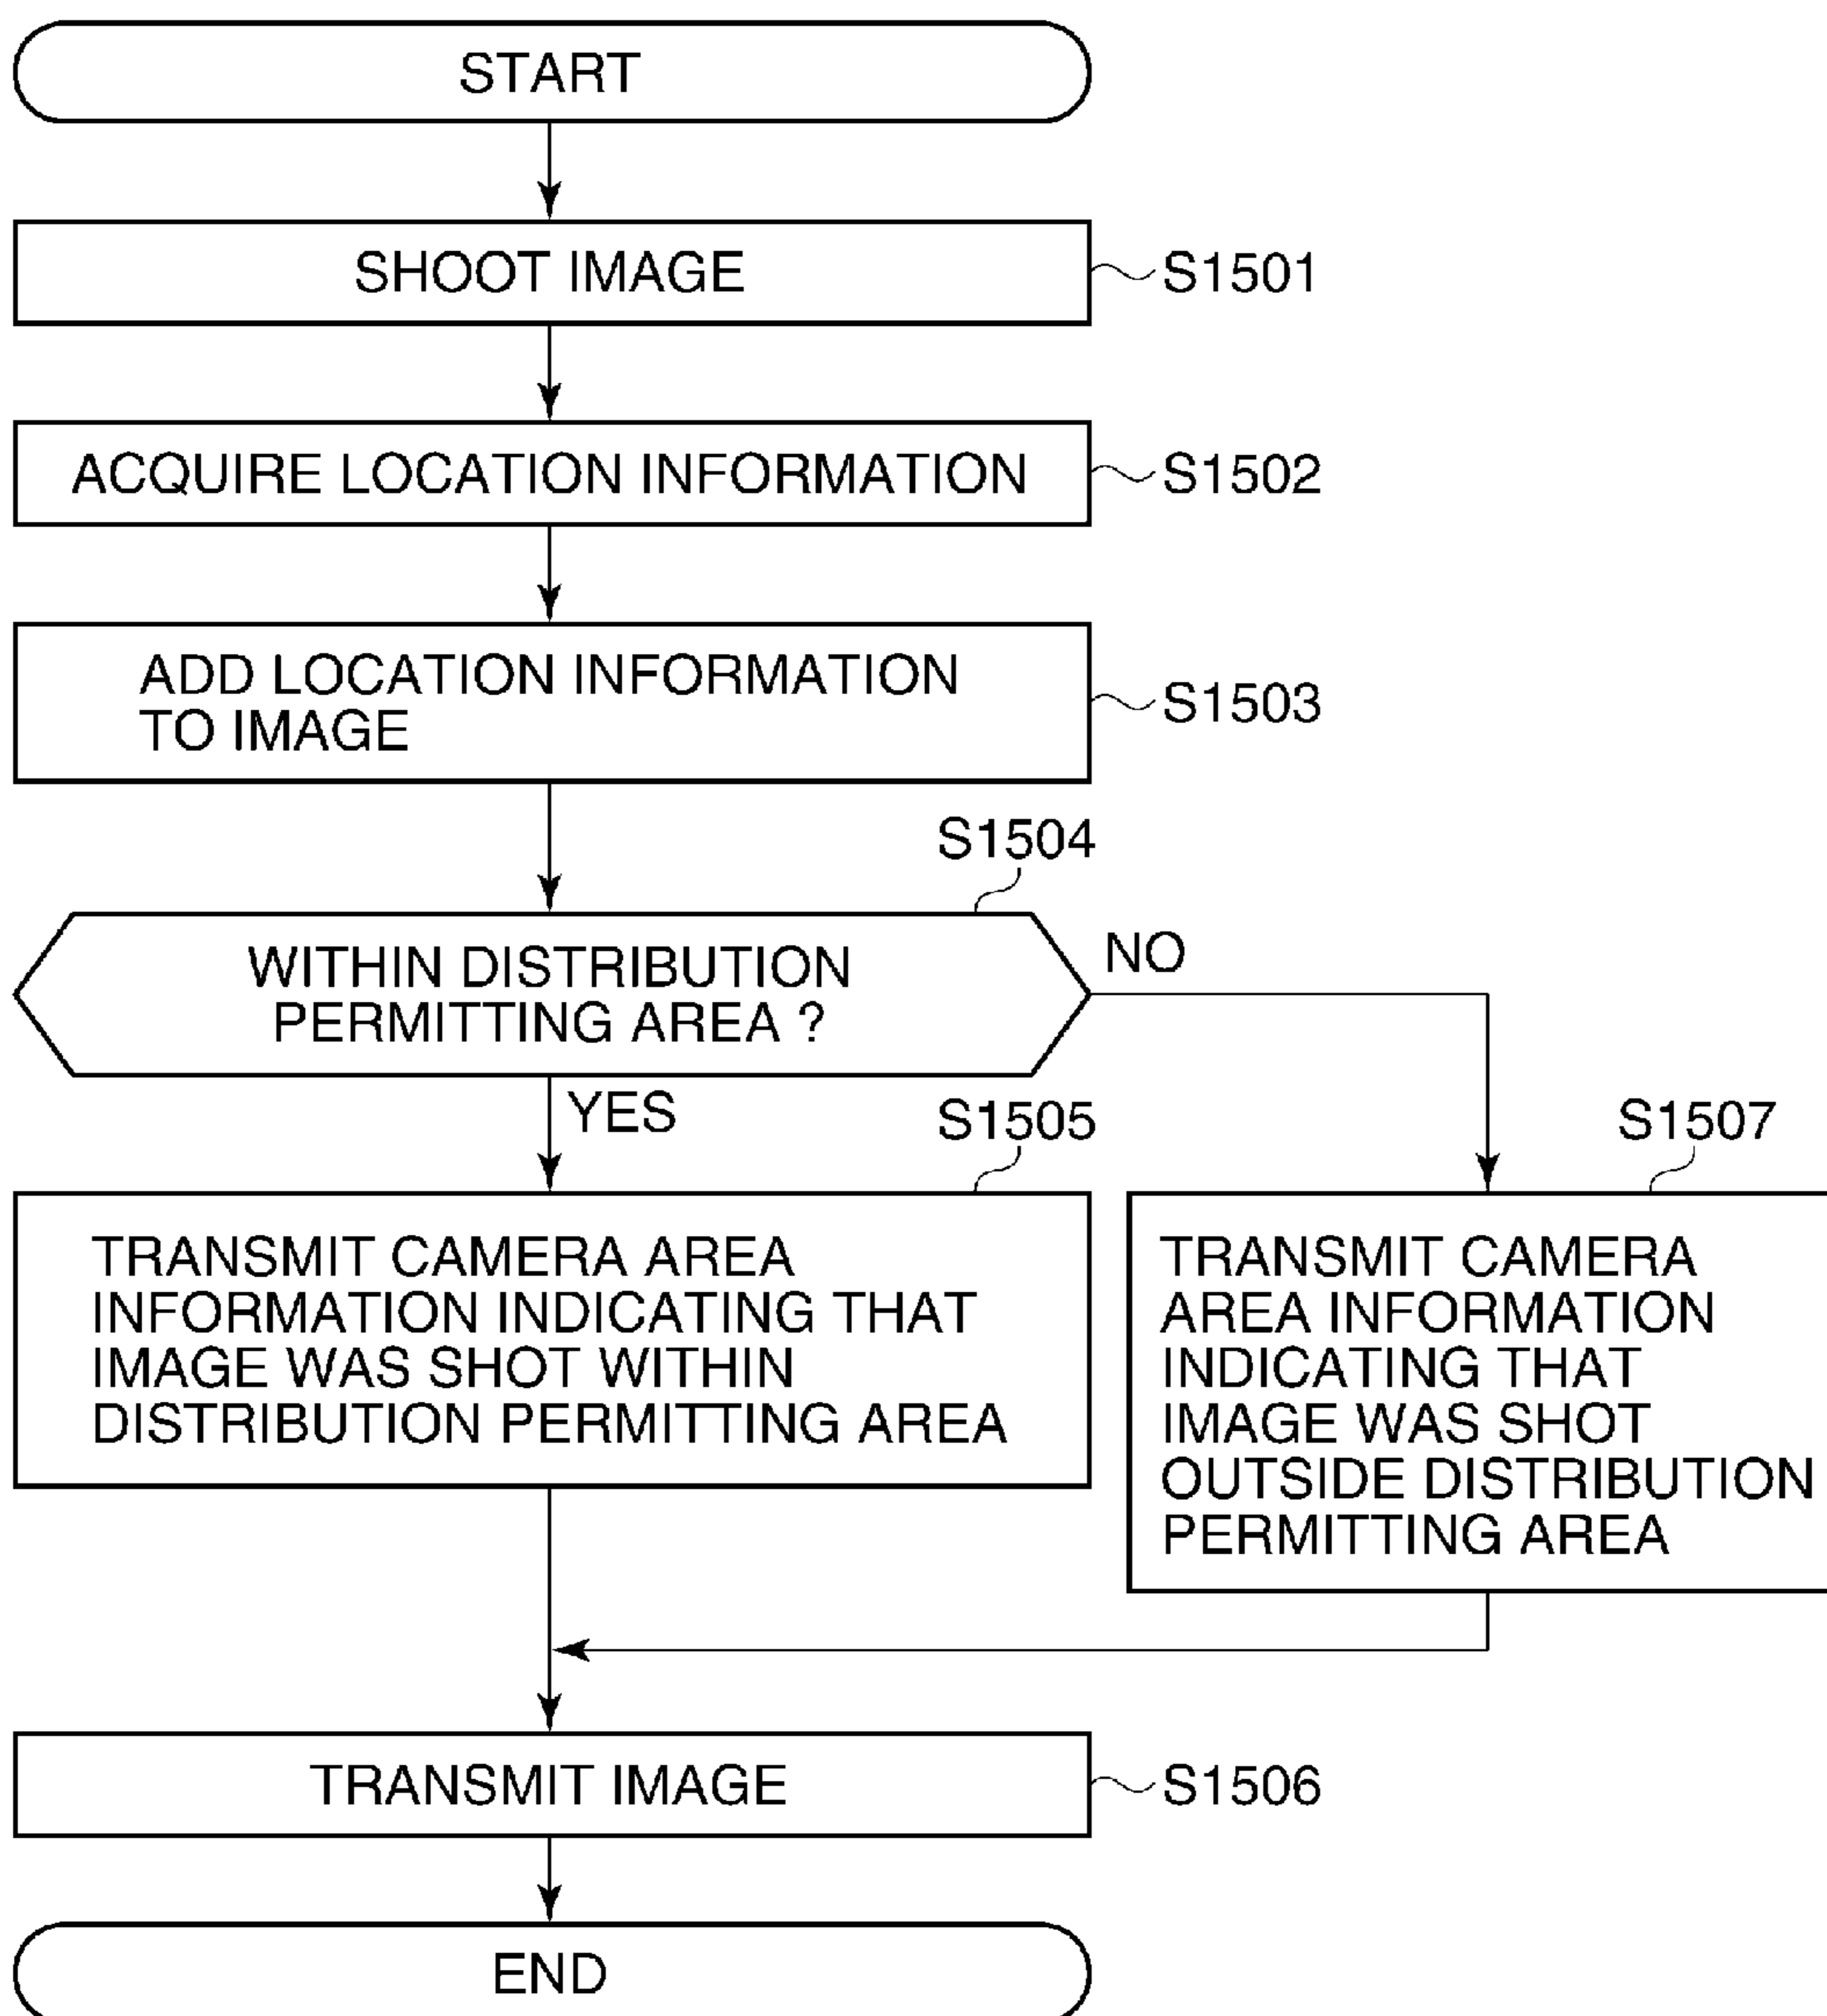 START
SHOOT IMAGE
S1501
ACQUIRE LOCATION INFORMATION
S1502
ADD LOCATION INFORMATION
TO IMAGE
S1503
S1504
WITHIN DISTRIBUTION
PERMITTING AREA ?
NO
YES
S1505
TRANSMIT CAMERA AREA
INFORMATION INDICATING THAT
IMAGE WAS SHOT WITHIN
DISTRIBUTION PERMITTING AREA
S1507
TRANSMIT CAMERA
AREA INFORMATION
INDICATING THAT
IMAGE WAS SHOT
OUTSIDE DISTRIBUTION
PERMITTING AREA
TRANSMIT IMAGE
S1506
END